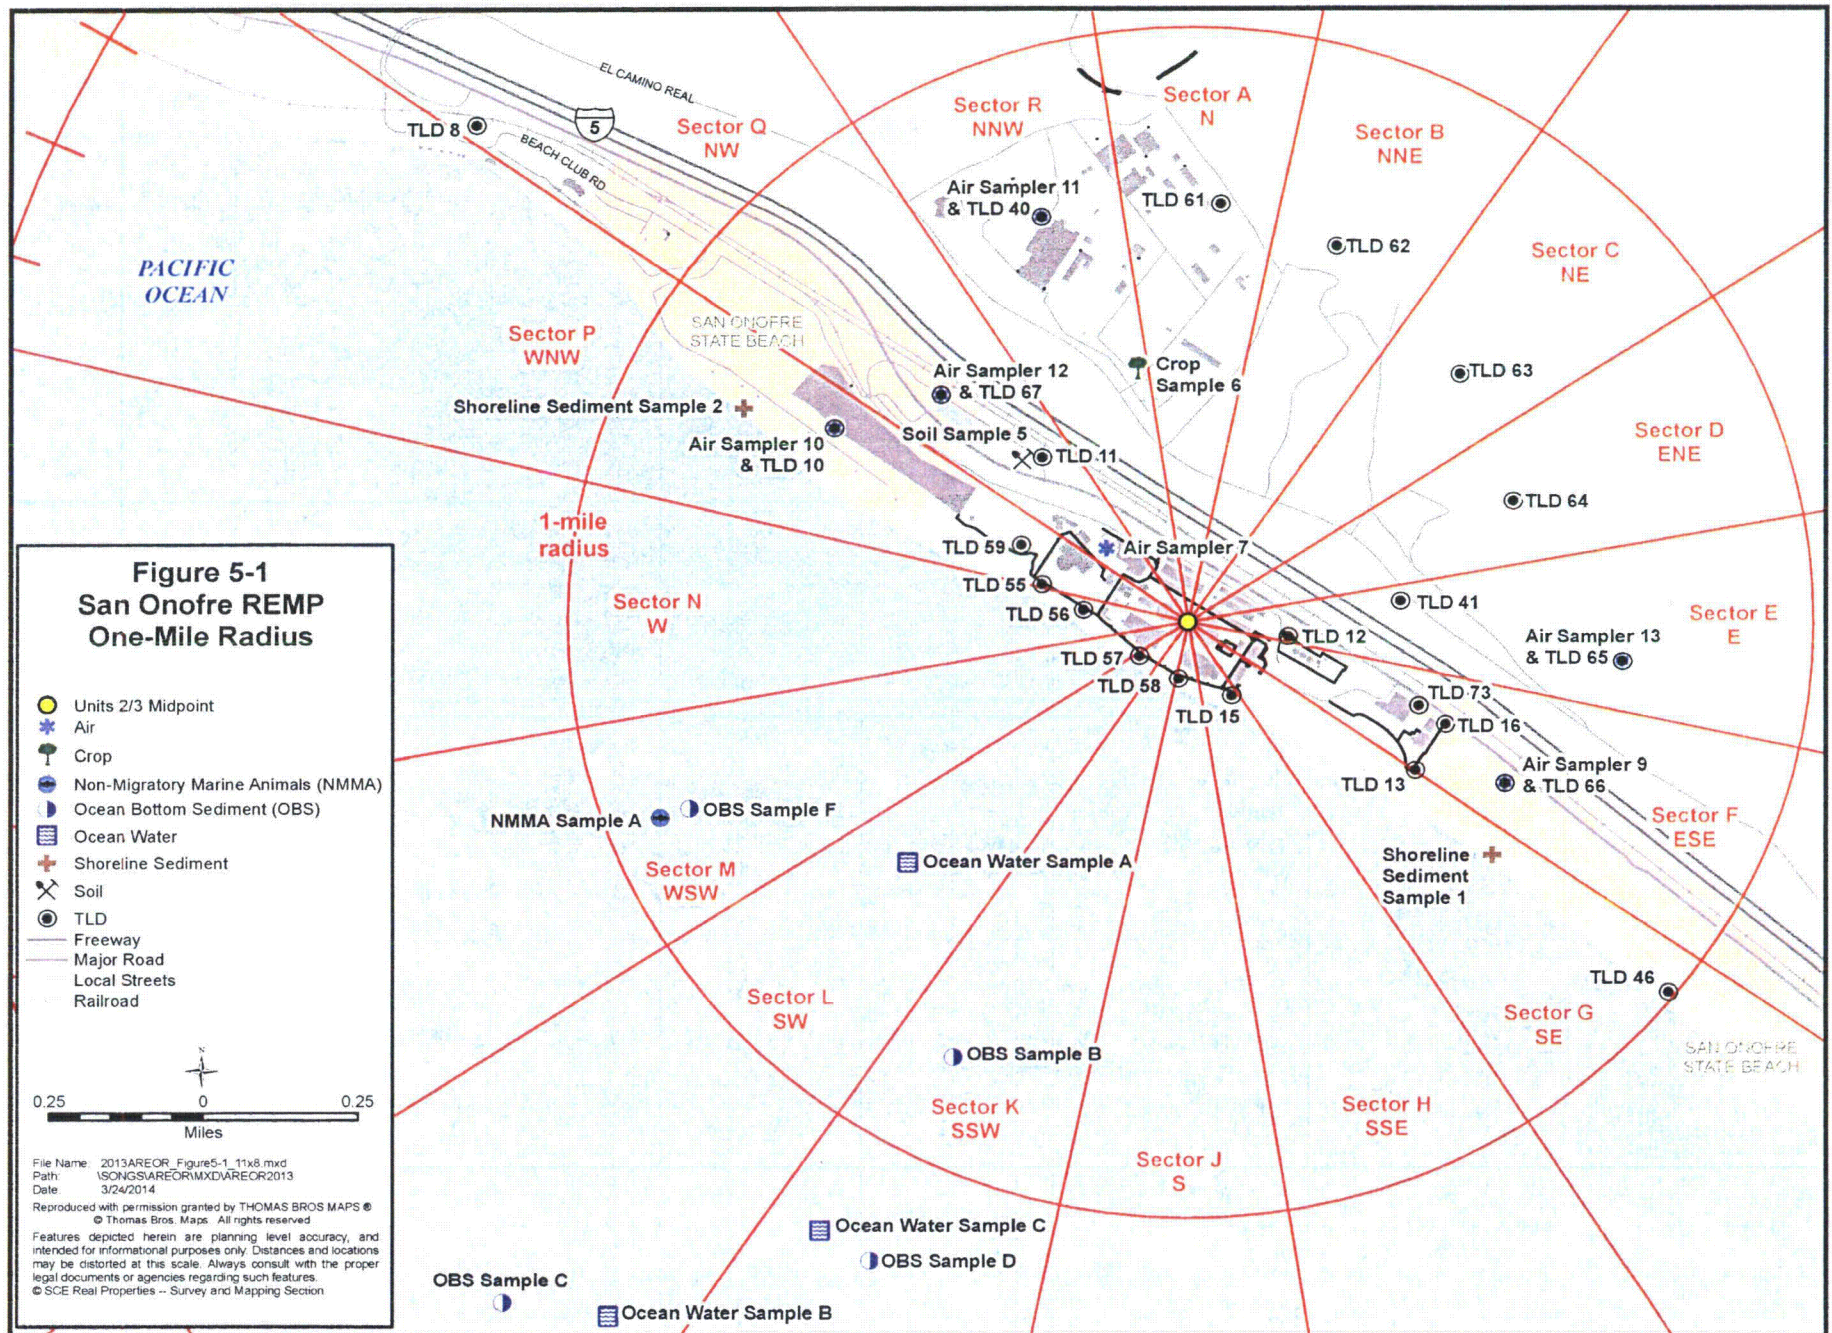 EL CAMINO REAL
5
TLD 8
BEACH CLUB RD
Sector Q
NW
Sector R
NNW
Sector A
N
Sector B
NNE
Air Sampler 11
& TLD 40
TLD 61
TLD 62
Sector C
NE
PACIFIC
OCEAN
Sector P
WNW
SAN ONOFRE
STATE BEACH
Air Sampler 12
& TLD 67
Crop
Sample 6
TLD 63
Shoreline Sediment Sample 2
Air Sampler 10
& TLD 10
Soil Sample 5
TLD 11
Sector D
ENE
TLD 64
1-mile
radius
TLD 59
Air Sampler 7
TLD 55
TLD 56
Sector N
W
TLD 41
Sector E
E
TLD 12
Air Sampler 13
& TLD 65
TLD 57
TLD 58
TLD 15
TLD 73
TLD 16
TLD 13
Air Sampler 9
& TLD 66
Sector F
ESE
NMMA Sample A
OBS Sample F
Ocean Water Sample A
Sector M
WSW
Shoreline
Sediment
Sample 1
TLD 46
Sector L
SW
Sector G
SE
SAN ONOFRE
STATE BEACH
OBS Sample B
Sector K
SSW
Sector H
SSE
Sector J
S
Ocean Water Sample C
OBS Sample D
OBS Sample C
Ocean Water Sample B
Figure 5-1
San Onofre REMP
One-Mile Radius
Units 2/3 Midpoint
Air
Crop
Non-Migratory Marine Animals (NMMA)
Ocean Bottom Sediment (OBS)
Ocean Water
Shoreline Sediment
Soil
TLD
Freeway
Major Road
Local Streets
Railroad
N
0.25 0 0.25
Miles
File Name: 2013AREOR_Figure5-1_11x8.mxd
Path: \SONGS\AREOR\MXD\AREOR2013
Date: 3/24/2014
Reproduced with permission granted by THOMAS BROS MAPS ®
© Thomas Bros. Maps. All rights reserved
Features depicted herein are planning level accuracy, and
intended for informational purposes only. Distances and locations
may be distorted at this scale. Always consult with the proper
legal documents or agencies regarding such features.
© SCE Real Properties -- Survey and Mapping Section